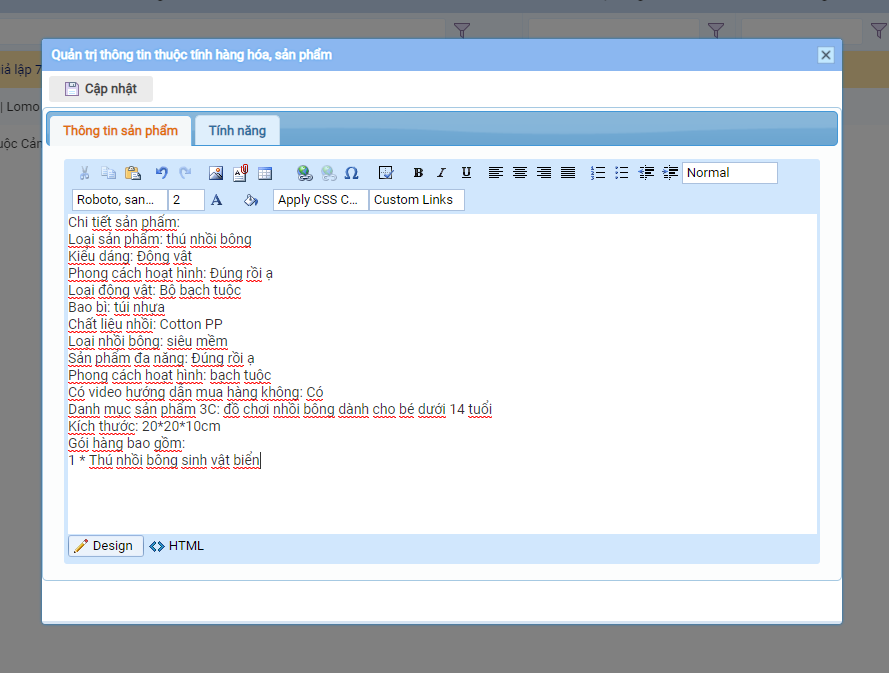 iả lập 7
| Lomo
uộc Cản
Quản trị thông tin thuộc tính hàng hóa, sản phẩm
Cập nhật
Thông tin sản phẩm
Tính năng
B I U
Normal
Roboto, san...
2
A
Apply CSS C...
Custom Links
Chi tiết sản phẩm:
Loại sản phẩm: thú nhồi bông
Kiểu dáng: Động vật
Phong cách hoạt hình: Đúng rồi ạ
Loại động vật: Bộ bạch tuộc
Bao bì: túi nhựa
Chất liệu nhồi: Cotton PP
Loại nhồi bông: siêu mềm
Sản phẩm đa năng: Đúng rồi ạ
Phong cách hoạt hình: bạch tuộc
Có video hướng dẫn mua hàng không: Có
Danh mục sản phẩm 3C: đồ chơi nhồi bông dành cho bé dưới 14 tuổi
Kích thước: 20*20*10cm
Gói hàng bao gồm:
1 * Thú nhồi bông sinh vật biển
Design
HTML